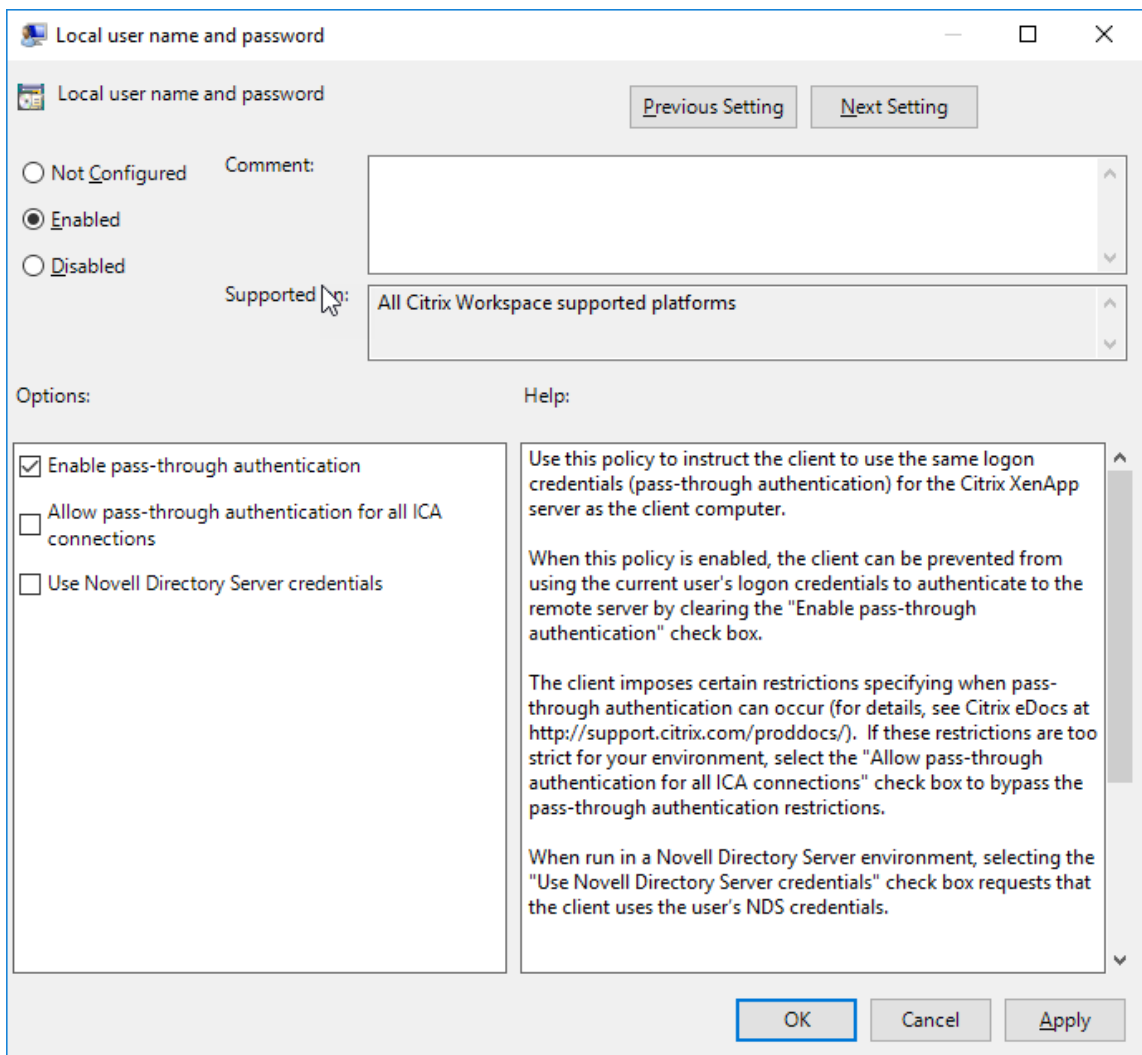 Local user name and password
Local user name and password
Previous Setting
Next Setting
Not Configured
Comment:
Enabled
Disabled
Supported on:
All Citrix Workspace supported platforms
Options:
Help:
Enable pass-through authentication
Allow pass-through authentication for all ICA
connections
Use Novell Directory Server credentials
Use this policy to instruct the client to use the same logon
credentials (pass-through authentication) for the Citrix XenApp
server as the client computer.
When this policy is enabled, the client can be prevented from
using the current user's logon credentials to authenticate to the
remote server by clearing the "Enable pass-through
authentication" check box.
The client imposes certain restrictions specifying when pass-
through authentication can occur (for details, see Citrix eDocs at
http://support.citrix.com/proddocs/).  If these restrictions are too
strict for your environment, select the "Allow pass-through
authentication for all ICA connections" check box to bypass the
pass-through authentication restrictions.
When run in a Novell Directory Server environment, selecting the
"Use Novell Directory Server credentials" check box requests that
the client uses the user's NDS credentials.
OK
Cancel
Apply